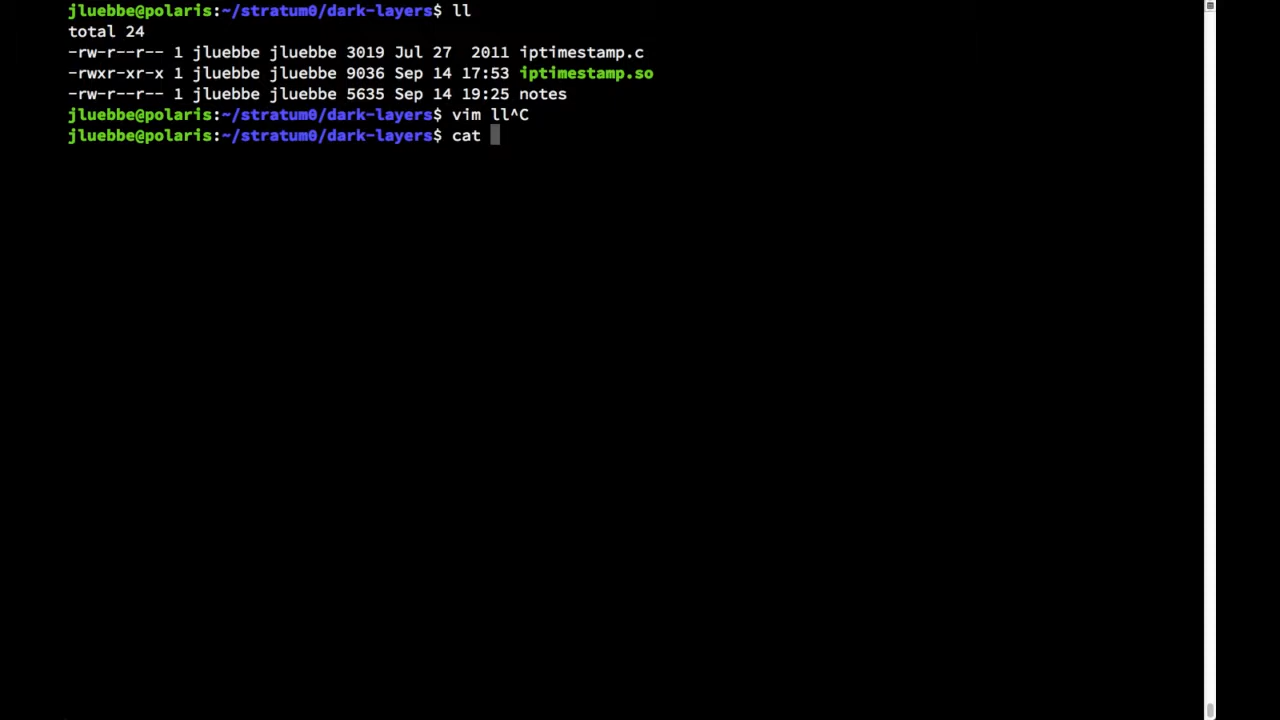 jluebbe@polaris:~/stratum0/dark-layers$ ll
total 24
-rw-r--r-- 1 jluebbe jluebbe 3019 Jul 27  2011 iptimestamp.c
-rwxr-xr-x 1 jluebbe jluebbe 9036 Sep 14 17:53 iptimestamp.so
-rw-r--r-- 1 jluebbe jluebbe 5635 Sep 14 19:25 notes
jluebbe@polaris:~/stratum0/dark-layers$ vim ll^C
jluebbe@polaris:~/stratum0/dark-layers$ cat